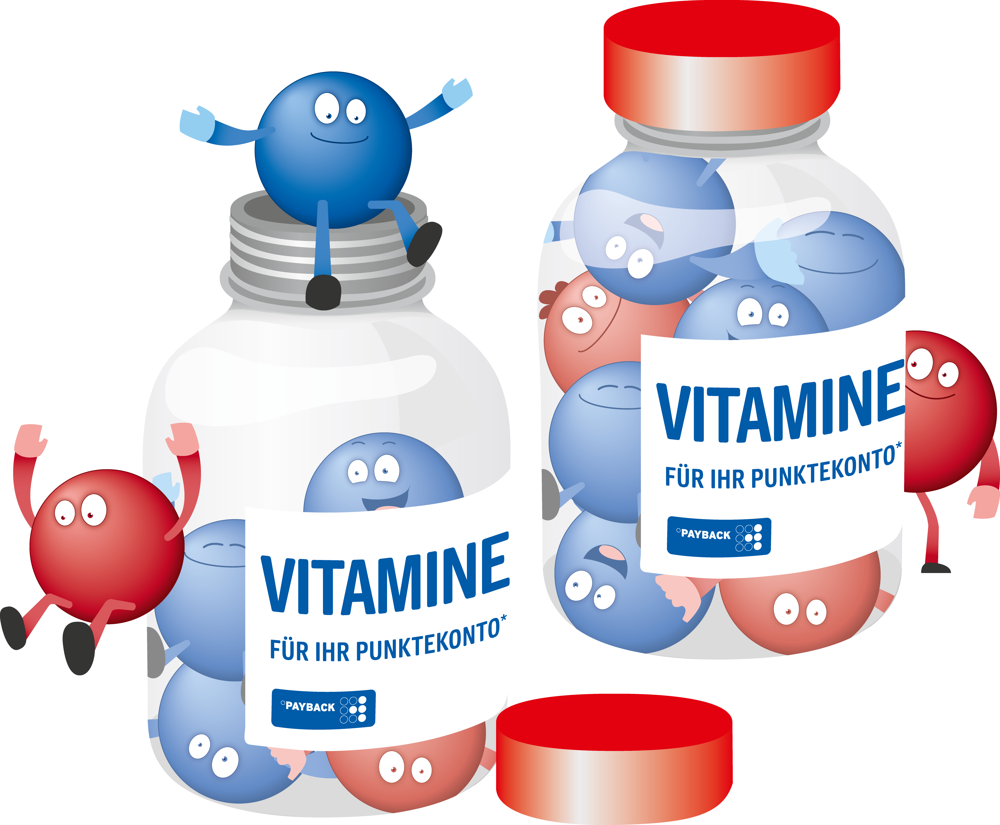 VITAMINE
FÜR IHR PUNKTEKONTO*
°PAYBACK
VITAMINE
FÜR IHR PUNKTEKONTO*
°PAYBACK